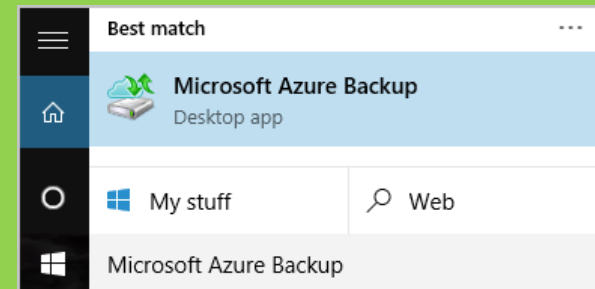 Best match
Microsoft Azure Backup
Desktop app
My stuff
Web
Microsoft Azure Backup